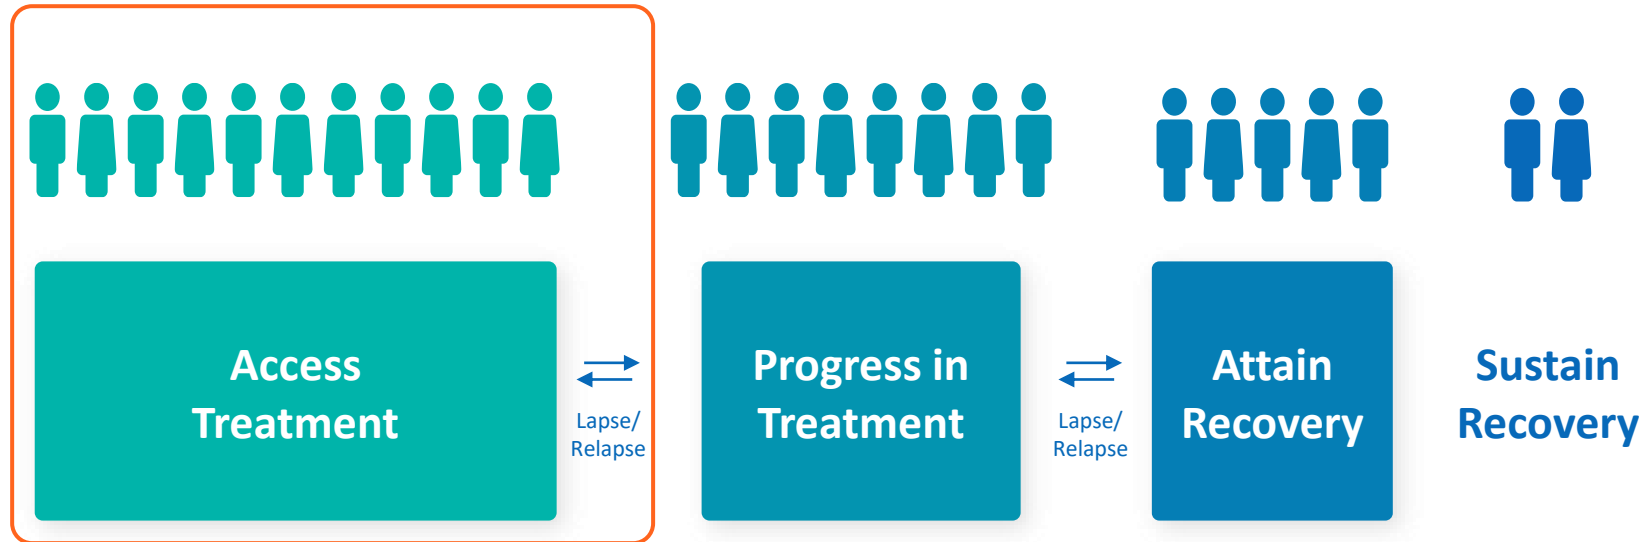 Access
Treatment
Lapse/
Relapse
Progress in
Treatment
Lapse/
Relapse
Attain
Recovery
Sustain
Recovery